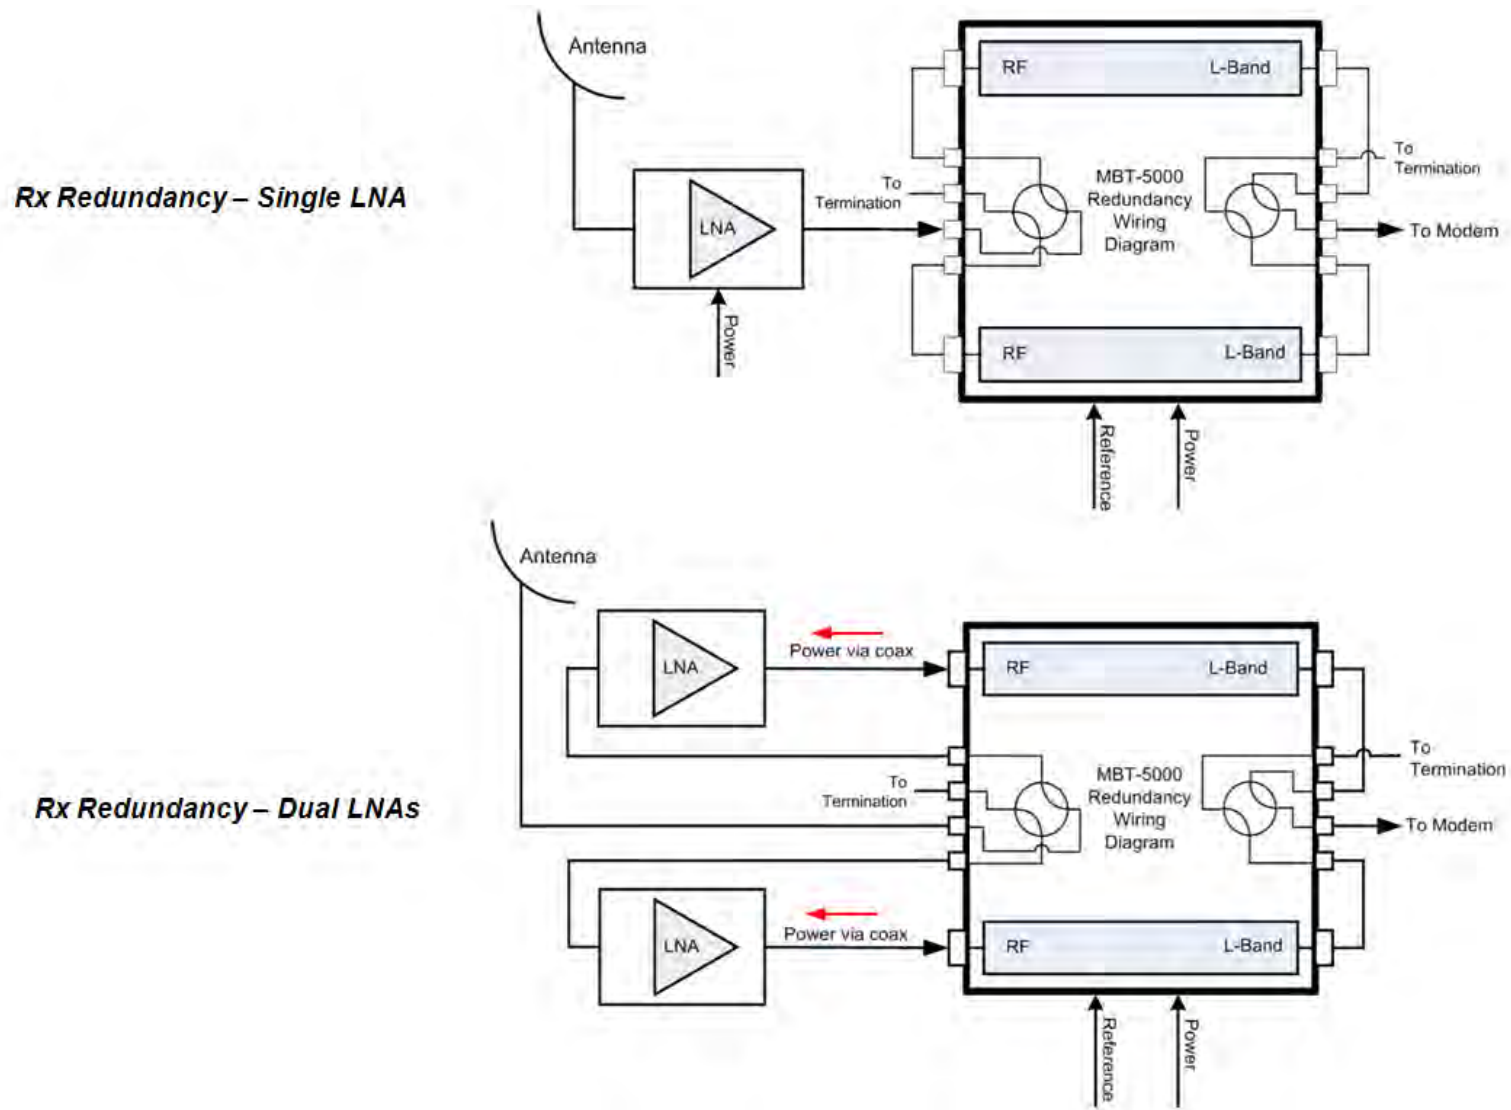 Rx Redundancy – Single LNA
Antenna
LNA
Power
To
Termination
RF
L-Band
MBT-5000
Redundancy
Wiring
Diagram
To
Termination
To Modem
RF
L-Band
Reference
Power
Rx Redundancy – Dual LNAs
Antenna
LNA
Power via coax
To
Termination
LNA
Power via coax
RF
L-Band
MBT-5000
Redundancy
Wiring
Diagram
To
Termination
To Modem
RF
L-Band
Reference
Power